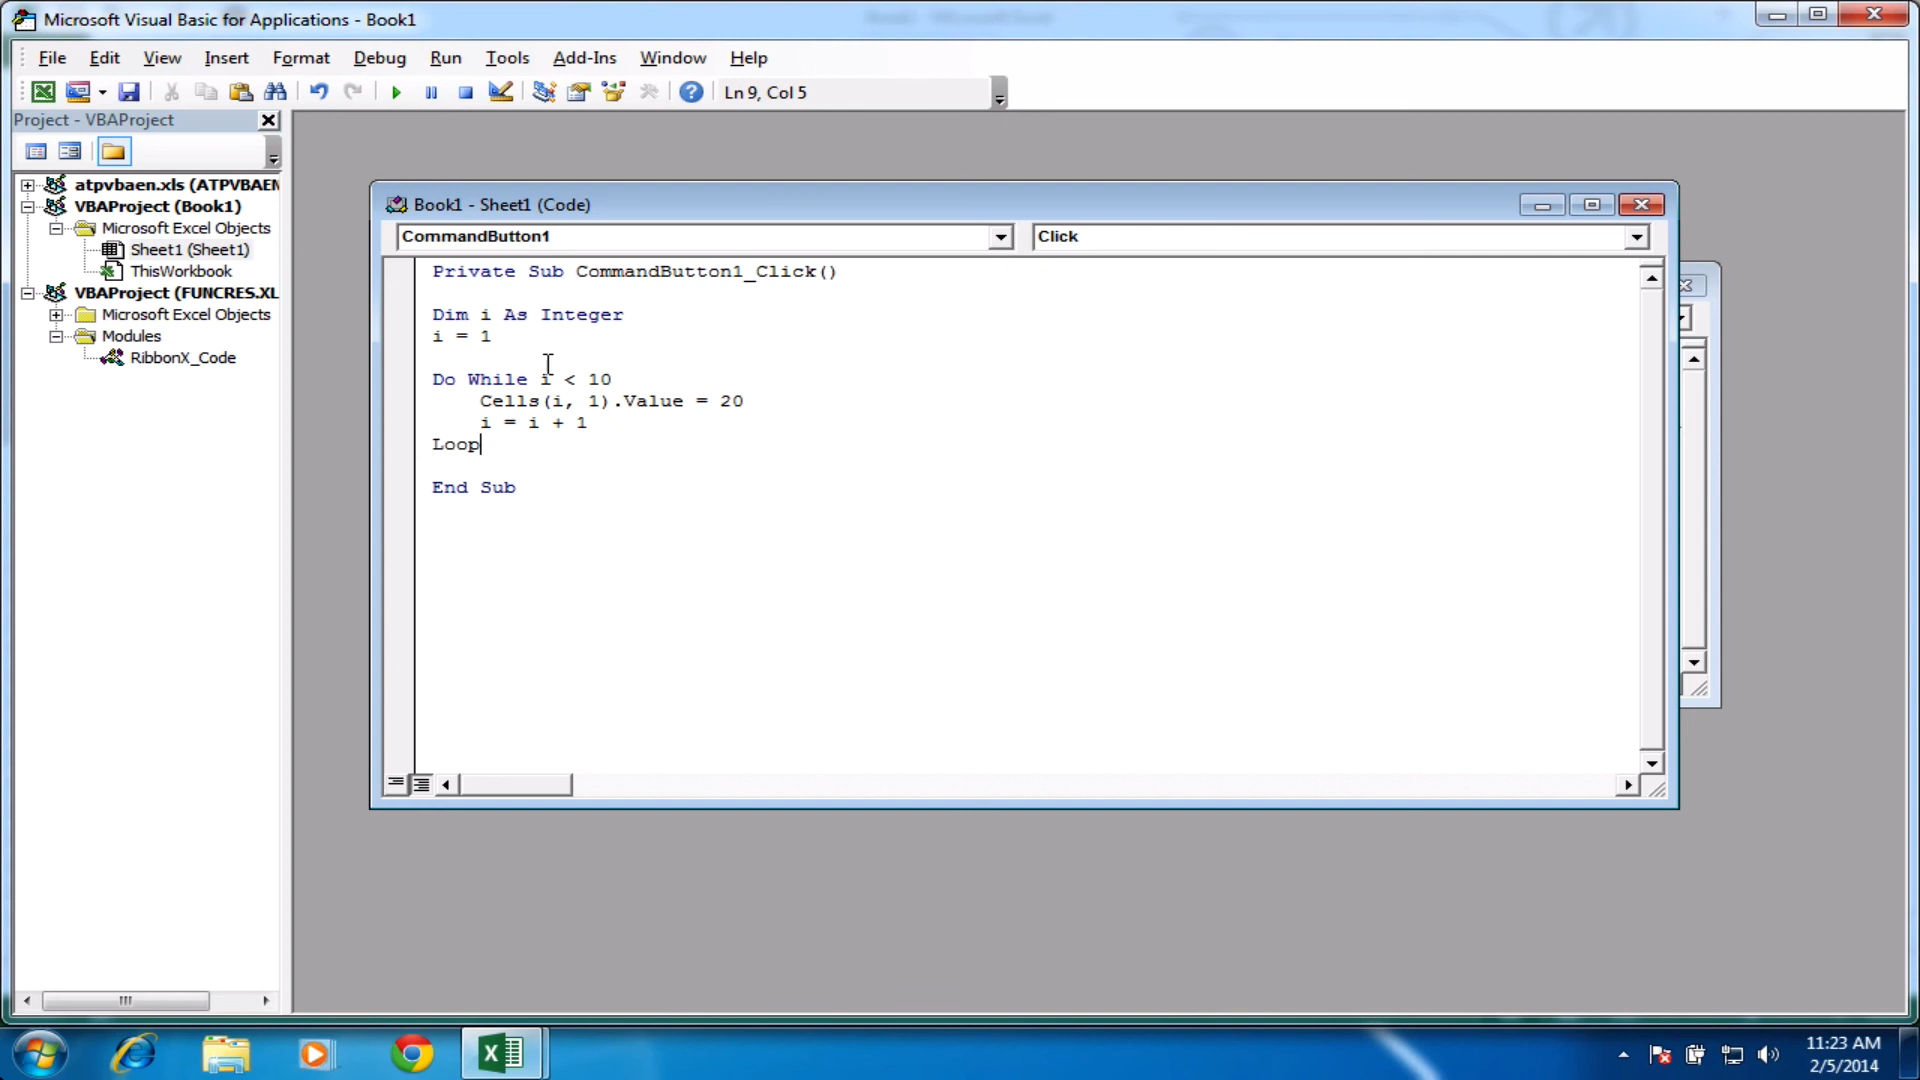 Microsoft Visual Basic for Applications - Book1
File Edit View Insert Format Debug Run Tools Add-Ins Window Help
Ln 9, Col 5
Project - VBAProject
atpvbaen.xls (ATPVBAEN
VBAProject (Book1)
Microsoft Excel Objects
Sheet1 (Sheet1)
ThisWorkbook
VBAProject (FUNCRES.XL
Microsoft Excel Objects
Modules
RibbonX_Code
Book1 - Sheet1 (Code)
CommandButton1 Click
Private Sub CommandButton1_Click()
Dim i As Integer
i = 1
Do While i < 10
Cells(i, 1).Value = 20
i = i + 1
Loop
End Sub
11:23 AM
2/5/2014